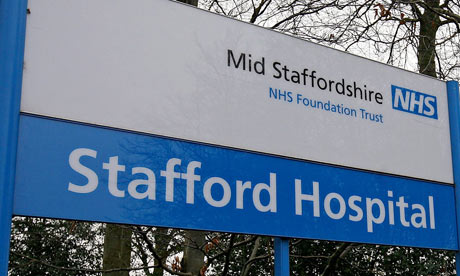 Mid Staffordshire
NHS Foundation Trust
NHS
Stafford Hospital